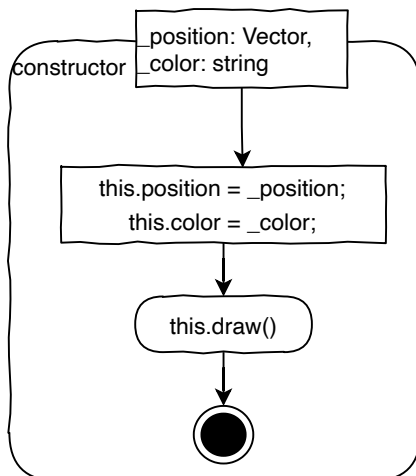 _position: Vector,
constructor
_color: string
this.position = _position;
this.color = _color;
this.draw()